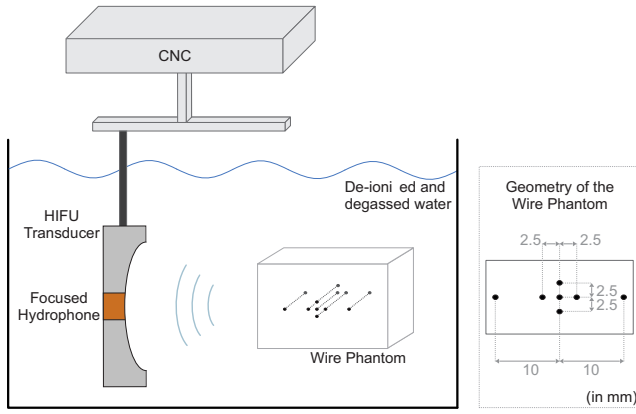 CNC
De-ioni ed and
degassed water
HIFU
Transducer
Focused
Hydrophone
Wire Phantom
Geometry of the
Wire Phantom
2.5 2.5
2.5
2.5
10 10
(in mm)